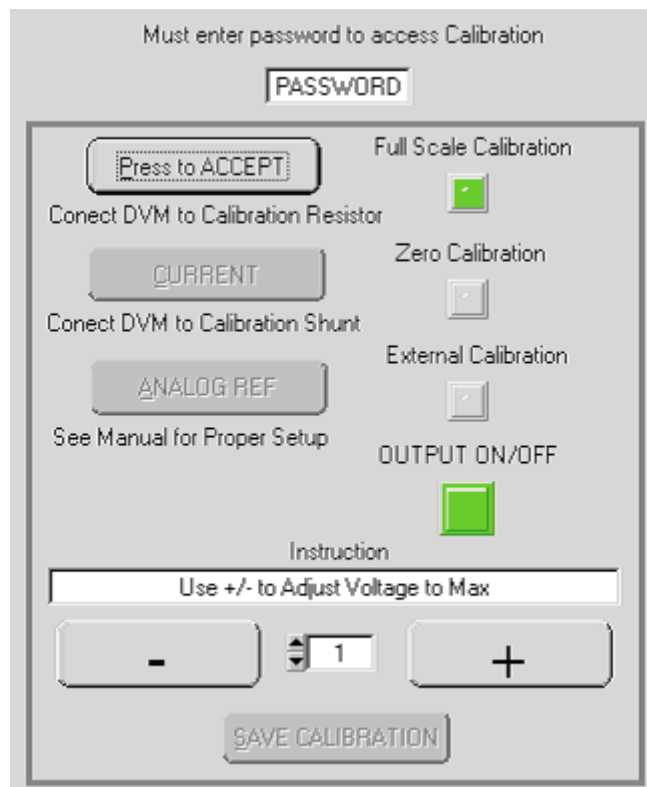 Must enter password to access Calibration
PASSWORD
Press to ACCEPT
Full Scale Calibration
Conect DVM to Calibration Resistor
Zero Calibration
CURRENT
Conect DVM to Calibration Shunt
External Calibration
ANALOG REF
See Manual for Proper Setup
OUTPUT ON/OFF
Instruction
Use +/- to Adjust Voltage to Max
- 1 +
SAVE CALIBRATION